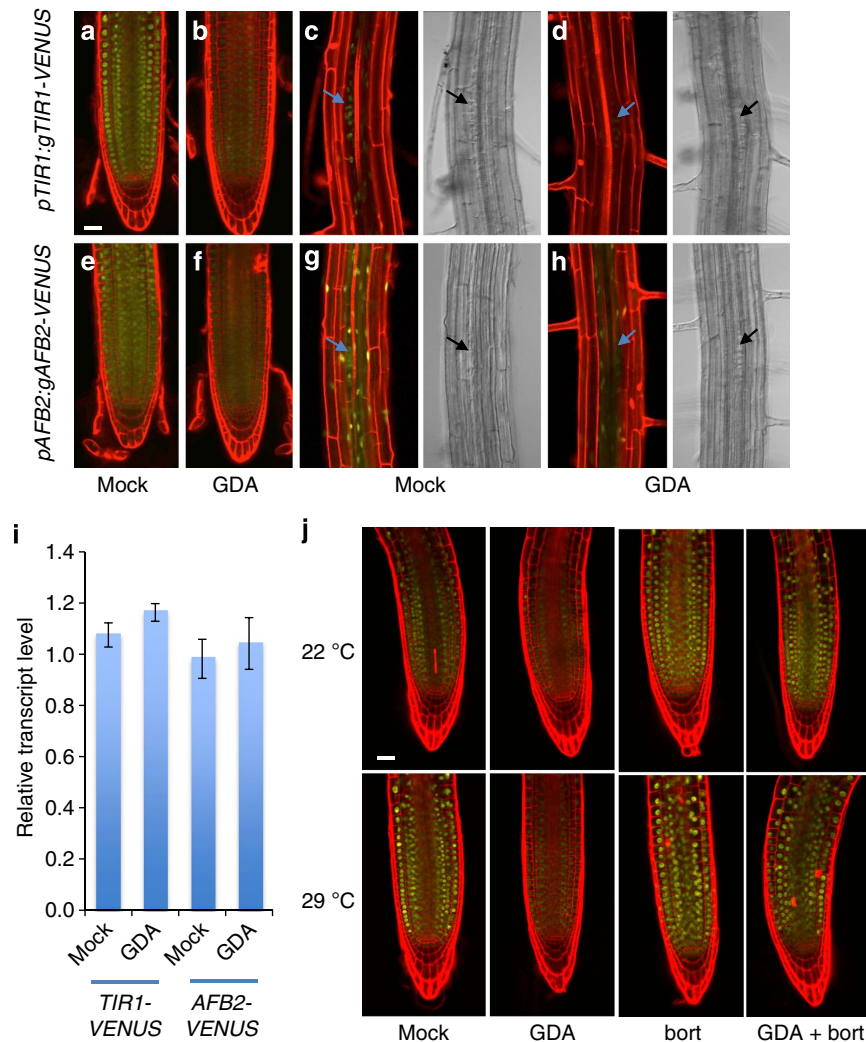 pTIR1:gTIR1-VENUS
a
b
c
d
pAFB2:gAFB2-VENUS
e
f
g
h
Mock
GDA
Mock
GDA
i
Relative transcript level
1.4
1.2
1.0
0.8
0.6
0.4
0.2
0.0
Mock
GDA
Mock
GDA
TIR1-
VENUS
AFB2-
VENUS
j
22 °C
29 °C
Mock
GDA
bort
GDA + bort